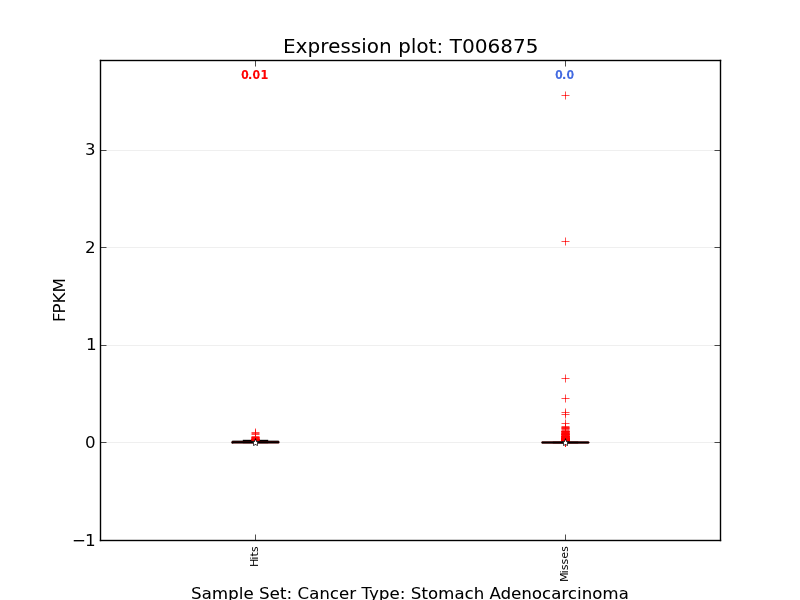 Expression plot: T006875
0.01
0.0
3
2
1
0
−1
FPKM
Hits
Misses
Sample Set: Cancer Type: Stomach Adenocarcinoma